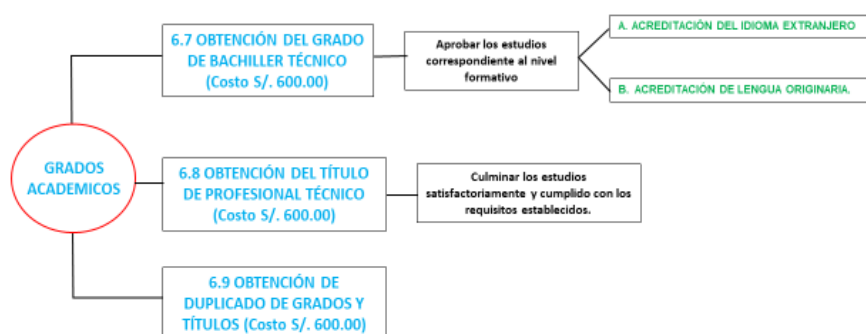 GRADOS
ACADEMICOS
6.7 OBTENCIÓN DEL GRADO
DE BACHILLER TÉCNICO
(Costo S/. 600.00)
Aprobar los estudios
correspondiente al nivel
formativo
A. ACREDITACIÓN DEL IDIOMA EXTRANJERO
B. ACREDITACIÓN DE LENGUA ORIGINARIA.
6.8 OBTENCIÓN DEL TÍTULO
DE PROFESIONAL TÉCNICO
(Costo S/. 600.00)
Culminar los estudios
satisfactoriamente y cumplido con los
requisitos establecidos.
6.9 OBTENCIÓN DE
DUPLICADO DE GRADOS Y
TÍTULOS (Costo S/. 600.00)